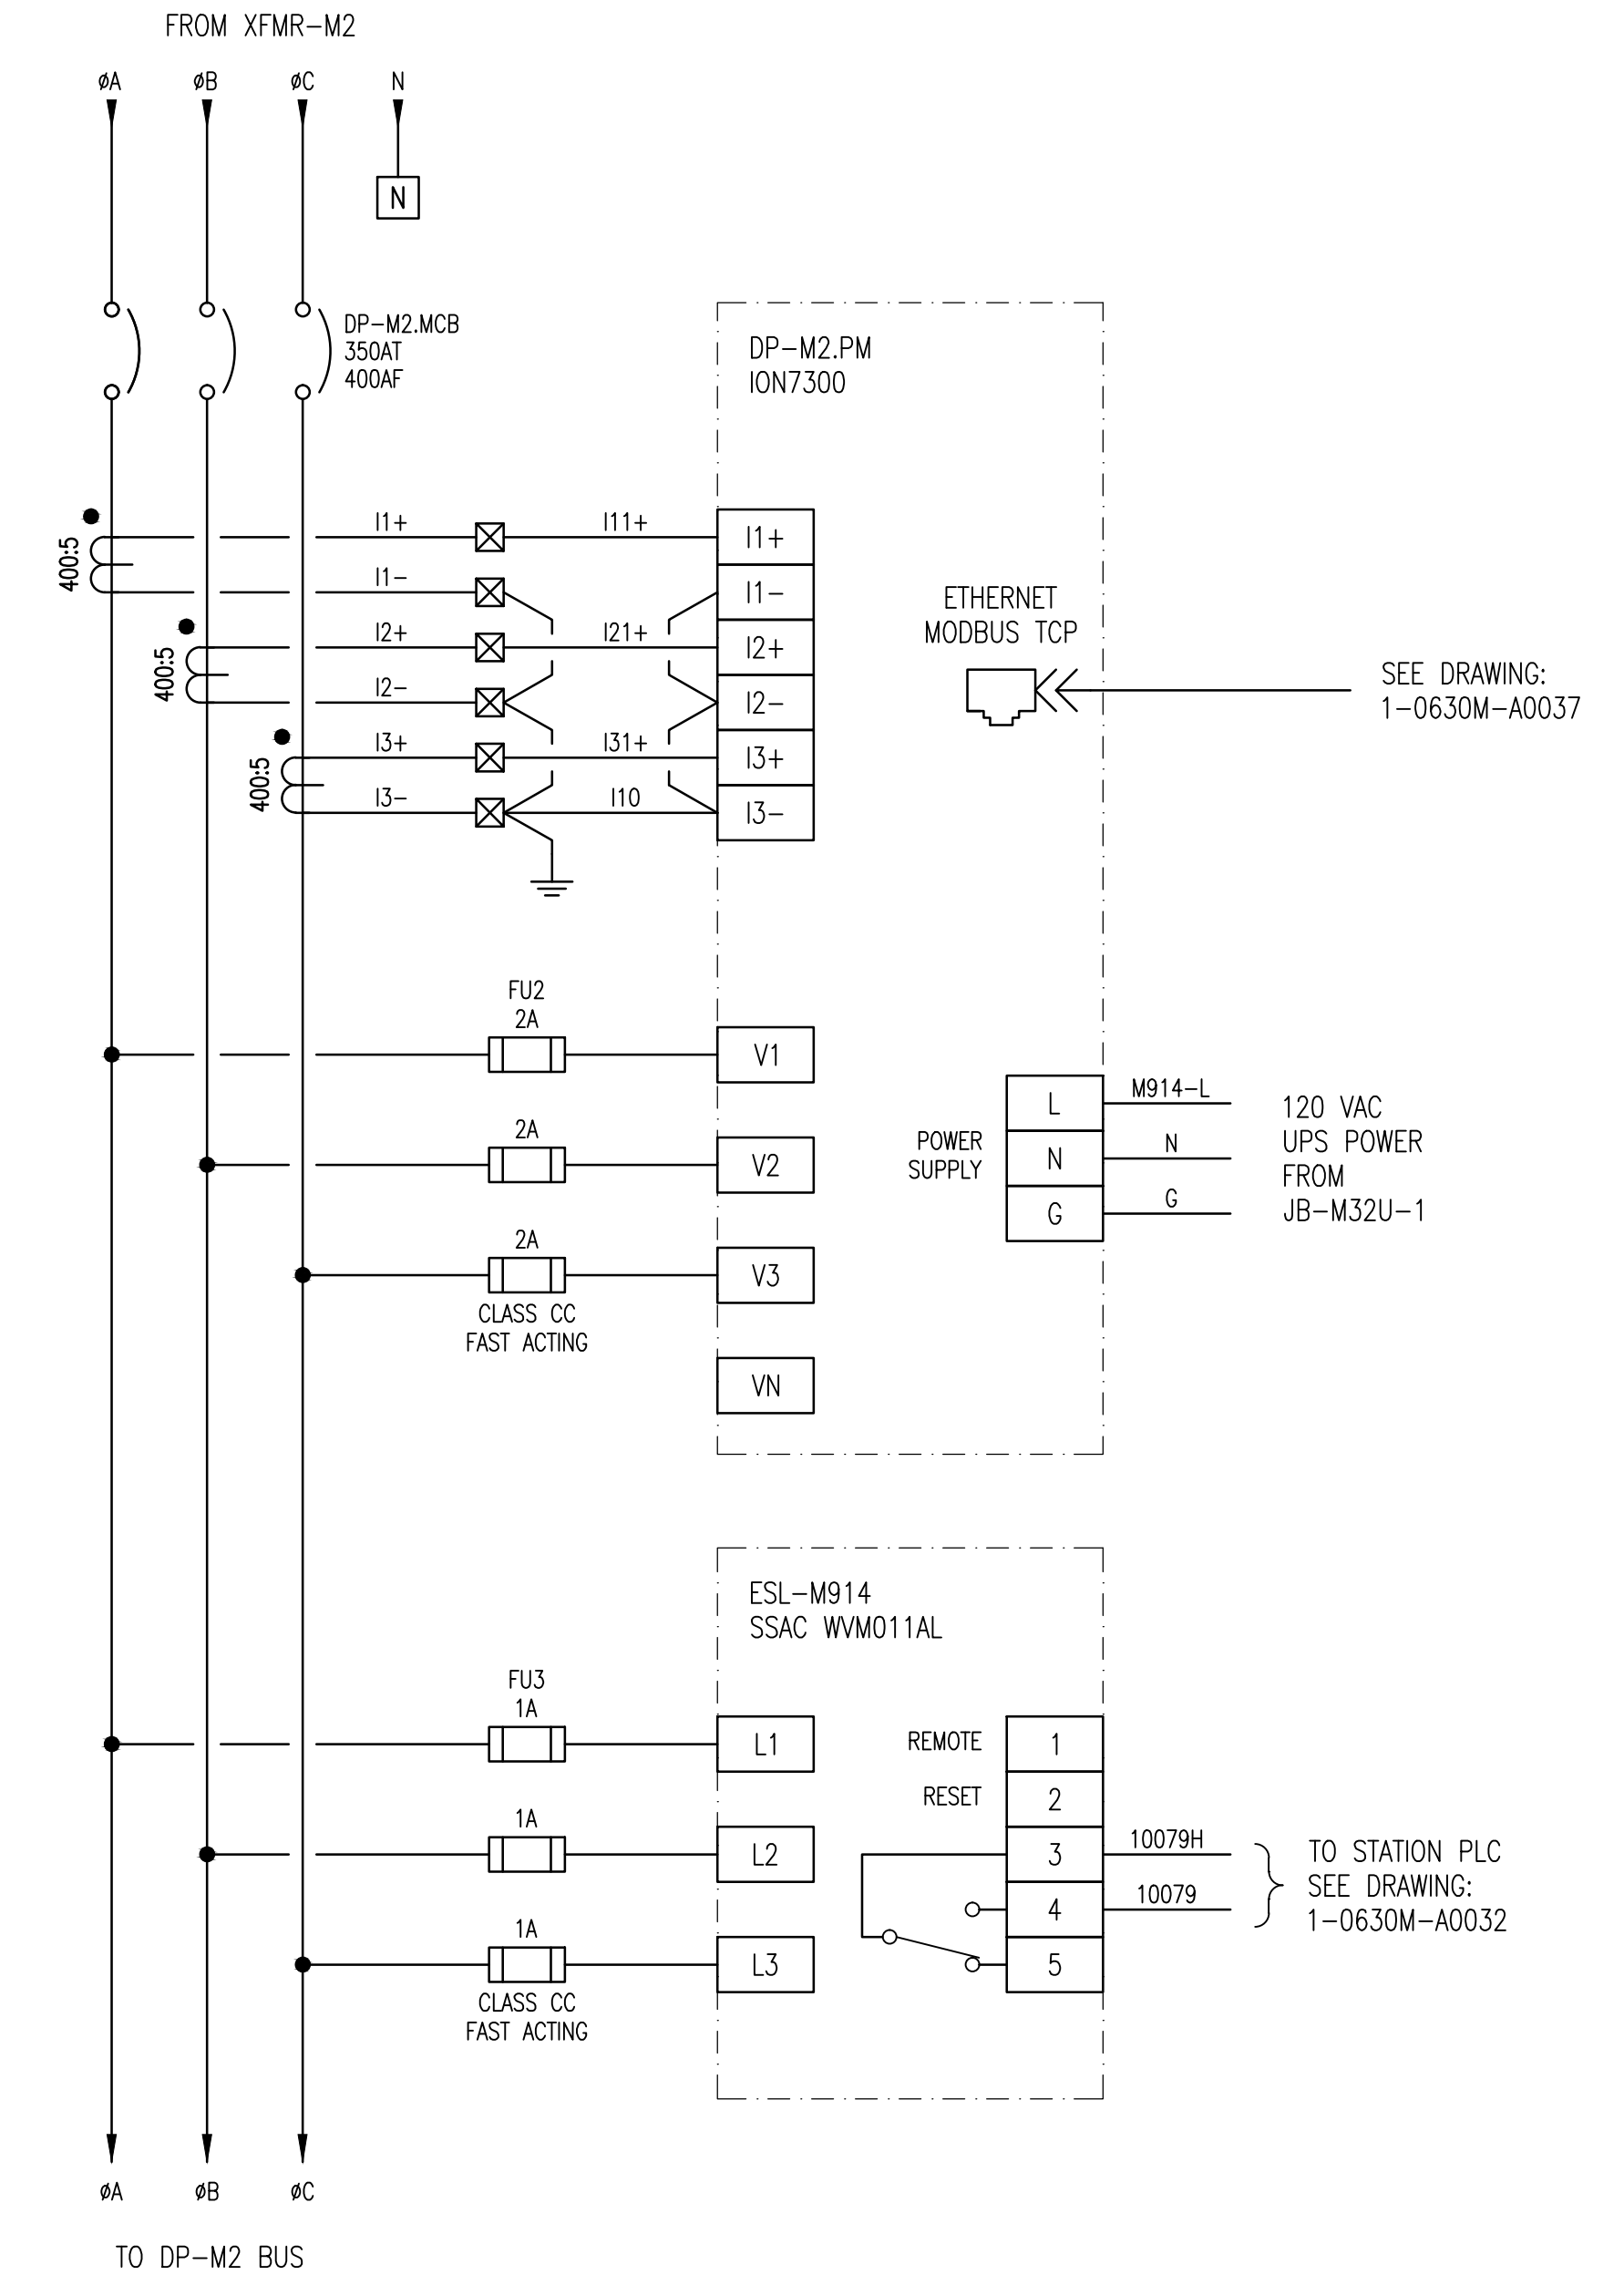 FROM XFMR-M2
øA
øB
øC
N
N
DP-M2.MCB
350AT
400AF
DP-M2.PM
ION7300
400:5
400:5
400:5
I1+
I11+
I1+
I1-
I1-
I2+
I21+
I2+
I2-
I2-
I3+
I31+
I3+
I3-
I10
I3-
ETHERNET
MODBUS TCP
SEE DRAWING:
1-0630M-A0037
FU2
2A
V1
2A
V2
2A
V3
CLASS CC
FAST ACTING
VN
POWER
SUPPLY
L
N
G
M914-L
N
G
120 VAC
UPS POWER
FROM
JB-M32U-1
ESL-M914
SSAC WVM011AL
FU3
1A
L1
1A
L2
1A
L3
CLASS CC
FAST ACTING
REMOTE
RESET
1
2
3
4
5
10079H
10079
TO STATION PLC
SEE DRAWING:
1-0630M-A0032
øA
øB
øC
TO DP-M2 BUS